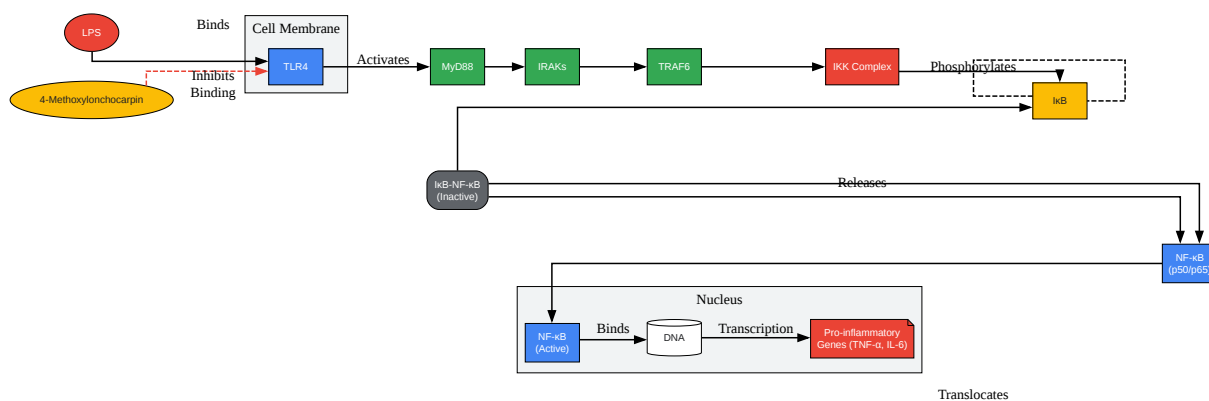 LPS
Binds
Cell Membrane
TLR4
Inhibits
Binding
4-Methoxylonchocarpin
Activates
MyD88
IRAKs
TRAF6
IKK Complex
Phosphorylates
IκB
IκB-NF-κB
(Inactive)
Releases
NF-κB
(p50/p65)
Nucleus
NF-κB
(Active)
Binds
DNA
Transcription
Pro-inflammatory
Genes (TNF-α, IL-6)
Translocates